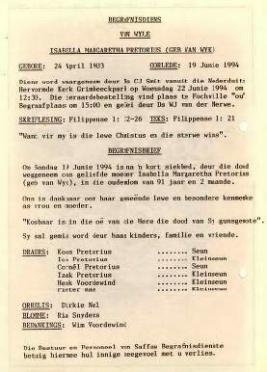 BEGRAFNISDIENS
VAN WYLE
ISABELLA MARGARETHA PRETORIUS (GEB VAN WYK)
GEBORE: 24 April 1903 OORLEDE: 19 Junie 1994
Diens word waargeneem deur Ds CJ Smit vanuit die Nederduits
Hervormde Kerk Grimbeeckpark op Woensdag 22 Junie 1994 om
12:30. Die teraardebestelling vind plaas te Fochville "ou"
Begraafplaas om 15:00 en gelei deur Ds WJ van der Merwe.
SKRIFLESING: Filippense 1: 12-26 TEKS: Filippense 1: 21
"Want vir my is die lewe Christus en die sterwe wins".
BEGRAFNISBRIEF
Op Sondag 19 Junie 1994 is na 'n kort siekbed, deur die dood
weggeneem ons geliefde moeder Isabella Margaretha Pretorius
(geb van Wyk), in die ouderdom van 91 jaar en 2 maande.
Ons is dankbaar ook haar geseënde lewe en besondere kenmerke
as vrou en moeder.
"Kosbaar is in die oë van die Here die dood van Sy gunsgenote".
Sy sal gemis word deur haar kinders, familie en vriende.
DRAERS: Koos Pretorius ........ Seun
Pretorius ........ Kleinseun
Cornél Pretorius ........ Seun
Izak Pretorius ........ Kleinseun
Henk Voordewind ........ Kleinseun
Pieter ........ Kleinseun
ORRELIS: Dirkie Nel
BLOMME: Ria Snyders
BEDANKINGS: Wim Voordewind
Die Bestuur en Personeel van Saffas Begrafnisdienste
betuig hiermee hul innige meegevoel met u verlies.